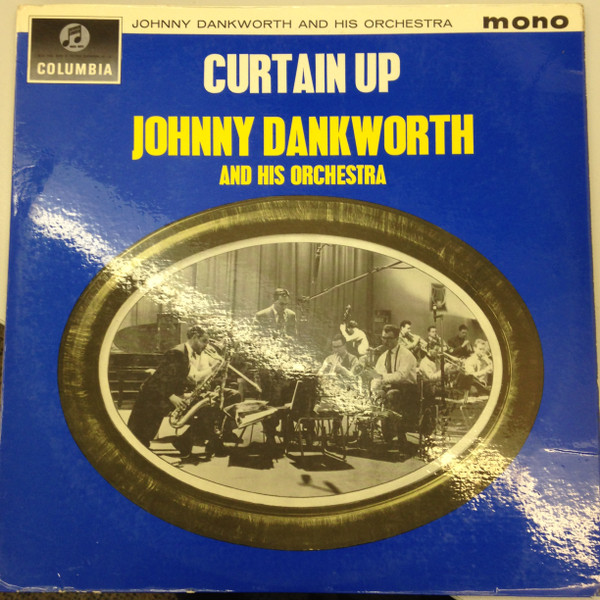 JOHNNY DANKWORTH AND HIS ORCHESTRA
mono
COLUMBIA
CURTAIN UP
JOHNNY DANKWORTH
AND HIS ORCHESTRA